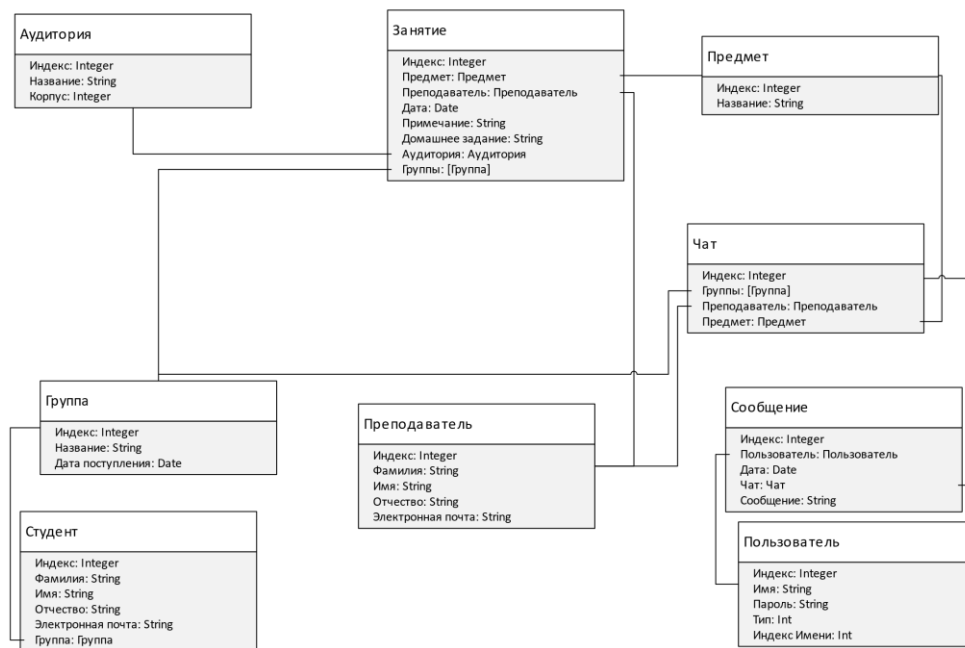 Аудитория
Индекс: Integer
Название: String
Корпус: Integer
Занятие
Индекс: Integer
Предмет: Предмет
Преподаватель: Преподаватель
Дата: Date
Примечание: String
Домашнее задание: String
Аудитория: Аудитория
Группы: [Группа]
Предмет
Индекс: Integer
Название: String
Чат
Индекс: Integer
Группы: [Группа]
Преподаватель: Преподаватель
Предмет: Предмет
Группа
Индекс: Integer
Название: String
Дата поступления: Date
Преподаватель
Индекс: Integer
Фамилия: String
Имя: String
Отчество: String
Электронная почта: String
Сообщение
Индекс: Integer
Пользователь: Пользователь
Дата: Date
Чат: Чат
Сообщение: String
Студент
Индекс: Integer
Фамилия: String
Имя: String
Отчество: String
Электронная почта: String
Группа: Группа
Пользователь
Индекс: Integer
Имя: String
Пароль: String
Тип: Int
Индекс Имени: Int